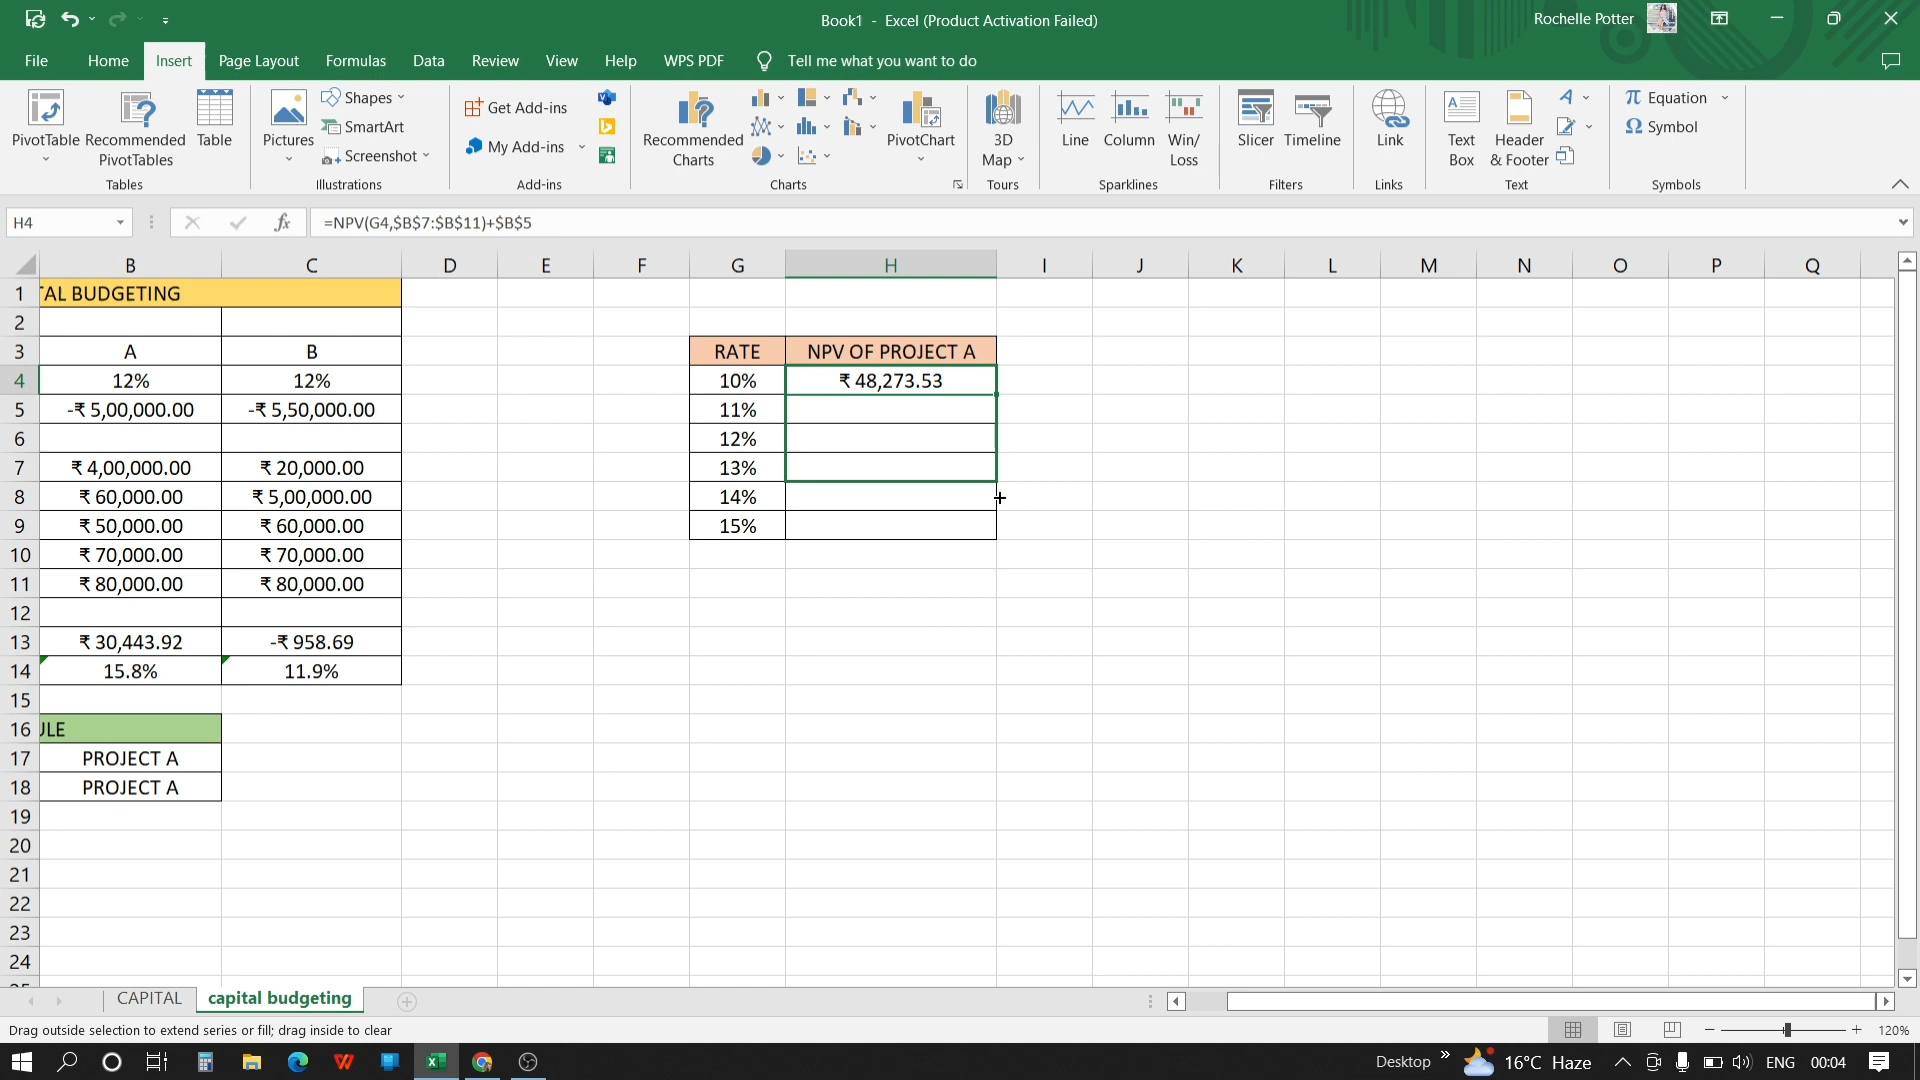 Book1 - Excel (Product Activation Failed)
Rochelle Potter
File Home Insert Page Layout Formulas Data Review View Help WPS PDF Tell me what you want to do
PivotTable Recommended PivotTables Table
Tables
Pictures Shapes SmartArt Screenshot
Illustrations
Get Add-ins
My Add-ins
Add-ins
Recommended Charts
PivotChart
Charts
3D Map
Tours
Line Column Win/Loss
Sparklines
Slicer Timeline
Filters
Link
Links
Text Box Header & Footer
Text
Equation
Symbol
Symbols
H4 fx =NPV(G4,$B$7:$B$11)+$B$5
B C D E F G H I J K L M N O P Q
1 TAL BUDGETING
2
3 A B RATE NPV OF PROJECT A
4 12% 12% 10% ₹ 48,273.53
5 -₹ 5,00,000.00 -₹ 5,50,000.00 11%
6 12%
7 ₹ 4,00,000.00 ₹ 20,000.00 13%
8 ₹ 60,000.00 ₹ 5,00,000.00 14%
9 ₹ 50,000.00 ₹ 60,000.00 15%
10 ₹ 70,000.00 ₹ 70,000.00
11 ₹ 80,000.00 ₹ 80,000.00
12
13 ₹ 30,443.92 -₹ 958.69
14 15.8% 11.9%
15
16 ULE
17 PROJECT A
18 PROJECT A
19
20
21
22
23
24
25
CAPITAL capital budgeting
Drag outside selection to extend series or fill; drag inside to clear
120%
Desktop 16°C Haze ENG 00:04